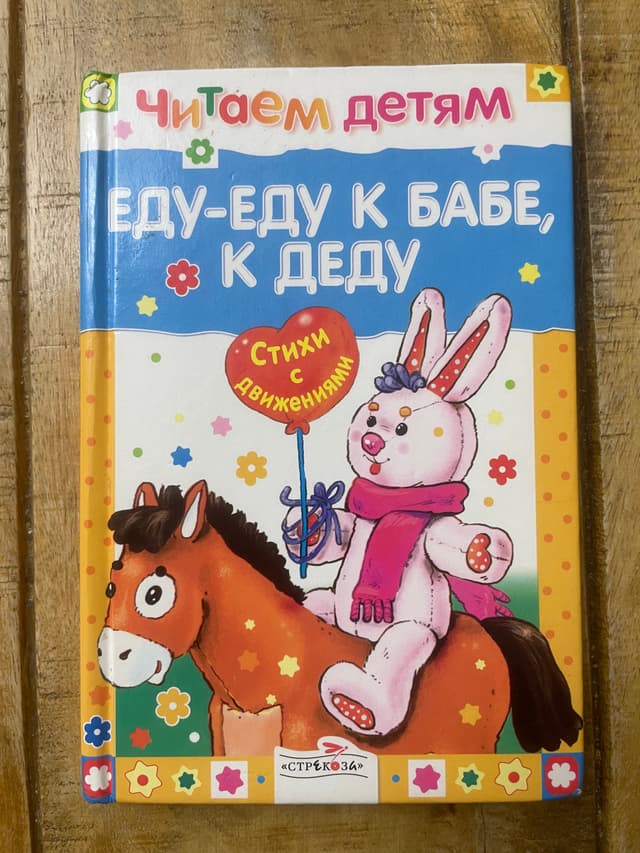 Читаем детям
ЕДУ-ЕДУ К БАБЕ,
К ДЕДУ
Стихи
с
движениями
«СТРЕКОЗА»